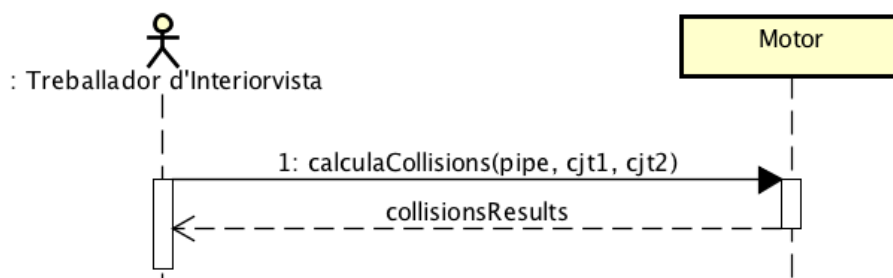 Motor
: Treballador d'Interiorvista
1: calculaCollisions(pipe, cjt1, cjt2)
collisionsResults